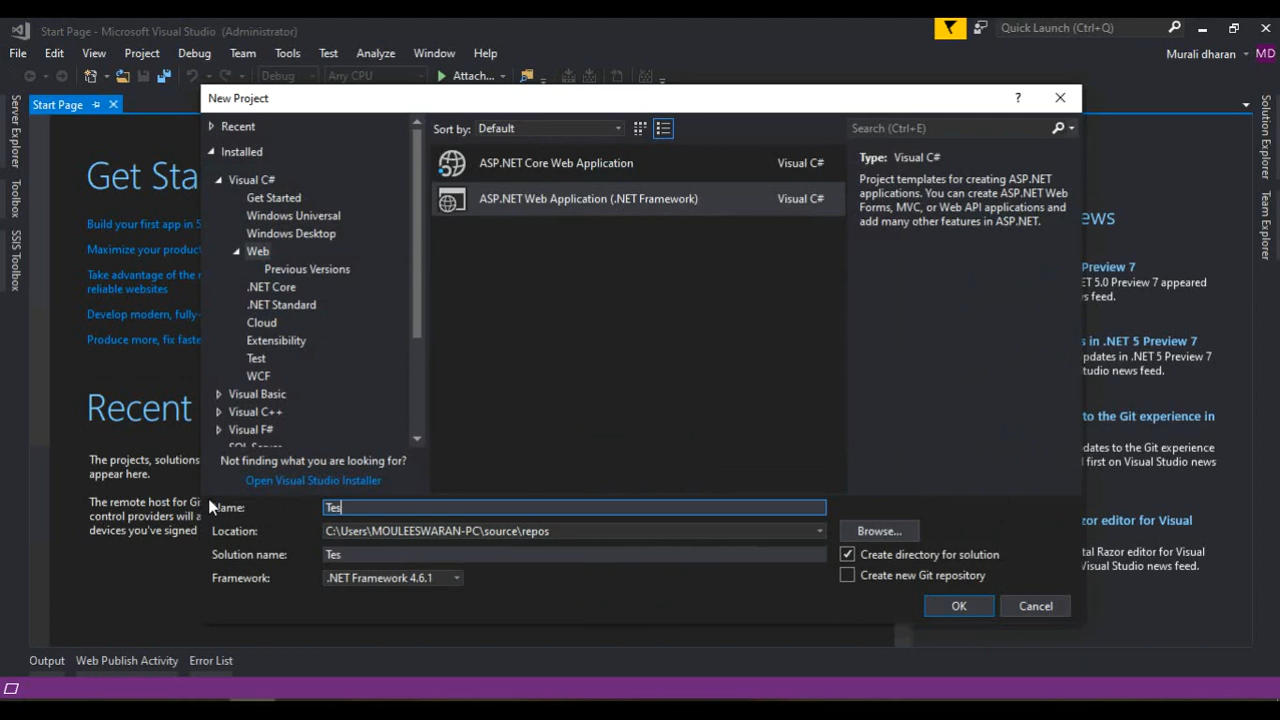 Start Page - Microsoft Visual Studio (Administrator)
Quick Launch (Ctrl+Q)
File Edit View Project Debug Team Tools Test Analyze Window Help
Murali dharan MD
Debug Any CPU Attach...
Start Page
Server Explorer
Toolbox
SSIS Toolbox
Get Sta
Build your first app in 5
Maximize your produc
Take advantage of the r
reliable websites
Develop modern, fully-
Produce more, fix faste
Recent
The projects, solutions
appear here.
The remote host for Gi
control providers will a
devices you've signed
New Project
?
Recent
Installed
Visual C#
Get Started
Windows Universal
Windows Desktop
Web
Previous Versions
.NET Core
.NET Standard
Cloud
Extensibility
Test
WCF
Visual Basic
Visual C++
Visual F#
SQL Server
Not finding what you are looking for?
Open Visual Studio Installer
Sort by: Default
ASP.NET Core Web Application Visual C#
ASP.NET Web Application (.NET Framework) Visual C#
Search (Ctrl+E)
Type: Visual C#
Project templates for creating ASP.NET
applications. You can create ASP.NET Web
Forms, MVC, or Web API applications and
add many other features in ASP.NET.
Name: Tes
Location: C:\Users\MOULEESWARAN-PC\source\repos
Browse...
Solution name: Tes
Create directory for solution
Framework: .NET Framework 4.6.1
Create new Git repository
OK Cancel
ews
Preview 7
ET 5.0 Preview 7 appeared
ews feed.
s in .NET 5 Preview 7
updates in .NET 5 Preview 7
studio news feed.
to the Git experience in
pdates to the Git experience
d first on Visual Studio News
azor editor for Visual
tal Razor editor for Visual
Visual Studio news feed.
Solution Explorer
Team Explorer
Output Web Publish Activity Error List